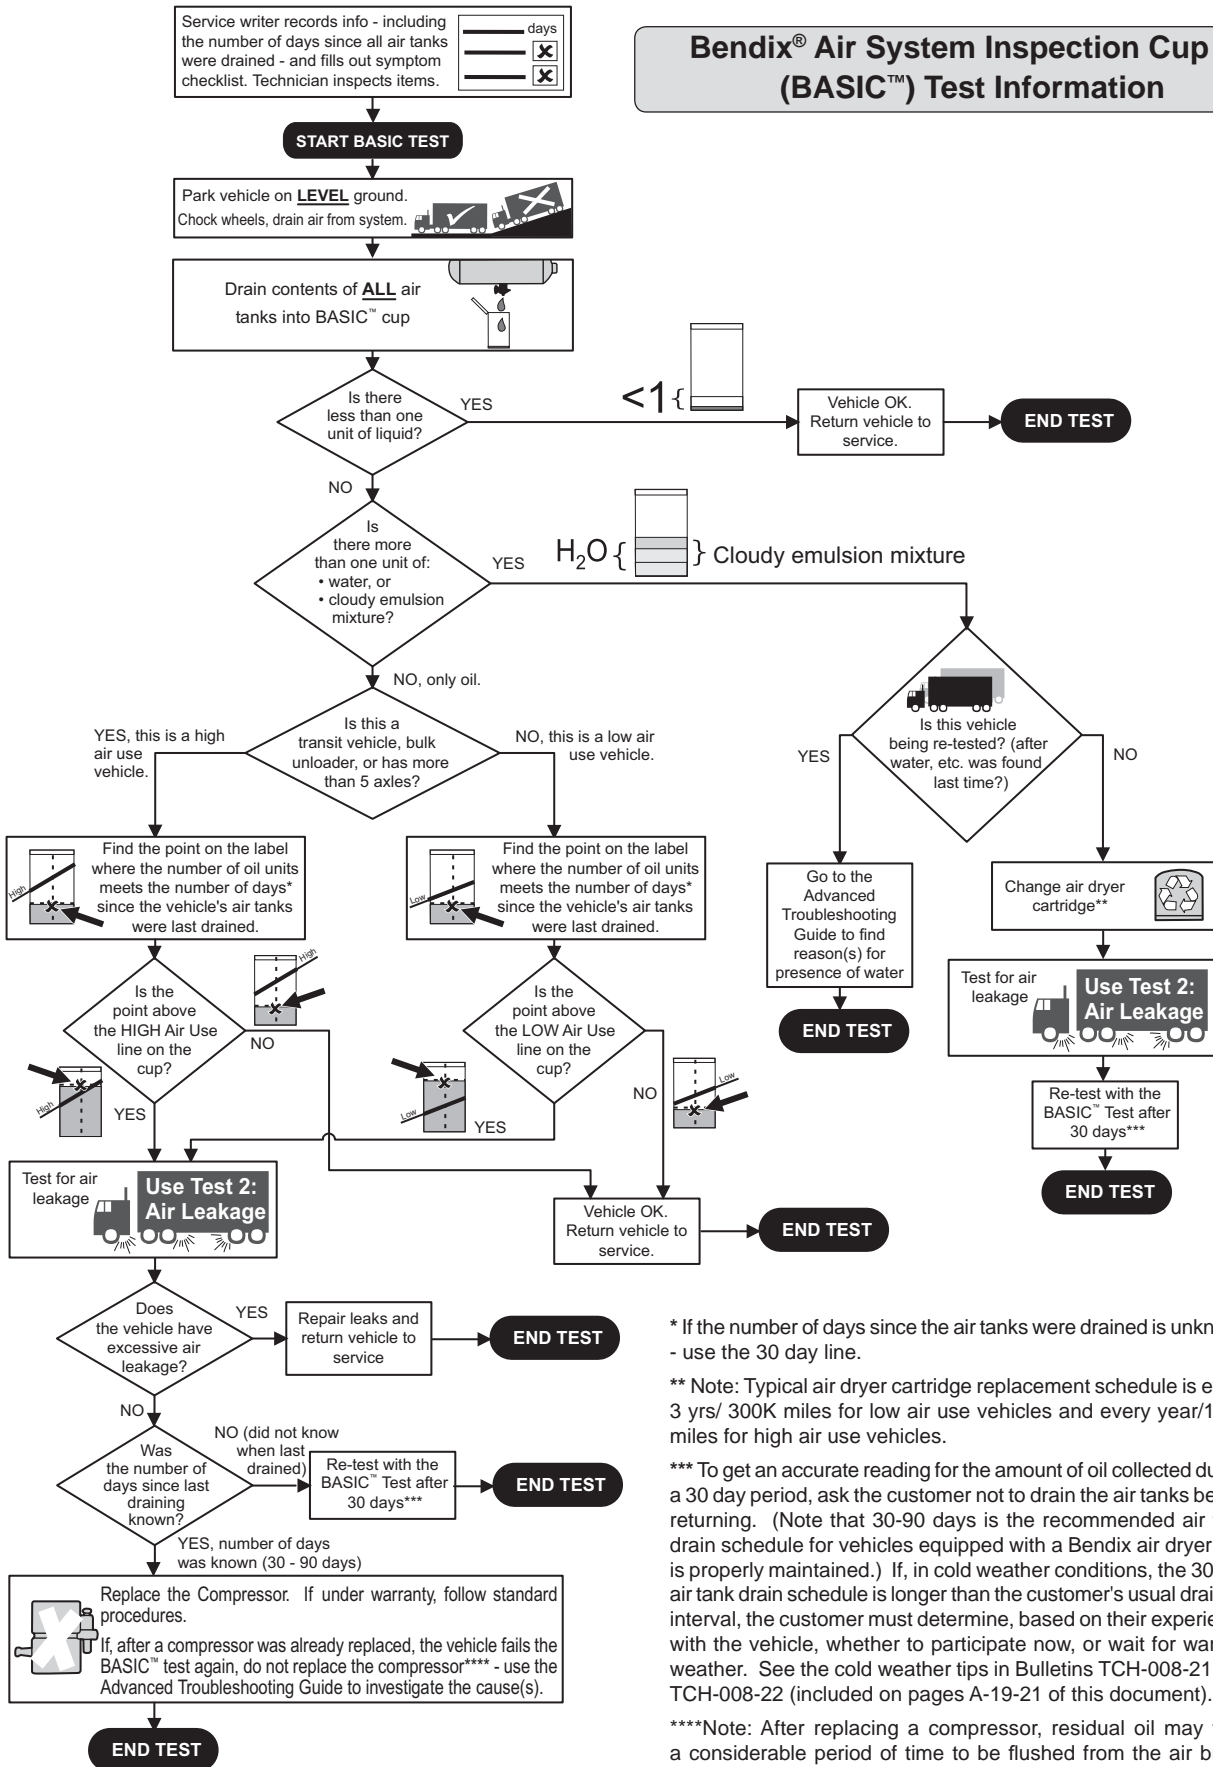 Service writer records info - including
the number of days since all air tanks
were drained - and fills out symptom
checklist. Technician inspects items.
days
Bendix® Air System Inspection Cup
(BASIC™) Test Information
START BASIC TEST
Park vehicle on LEVEL ground.
Chock wheels, drain air from system.
Drain contents of ALL air
tanks into BASIC™ cup
Is there
less than one
unit of liquid?
YES
<1{
Vehicle OK.
Return vehicle to
service.
END TEST
NO
Is
there more
than one unit of:
• water, or
• cloudy emulsion
mixture?
YES
H₂O { } Cloudy emulsion mixture
NO, only oil.
Is this a
transit vehicle, bulk
unloader, or has more
than 5 axles?
YES, this is a high
air use
vehicle.
NO, this is a low air
use vehicle.
Is this vehicle
being re-tested? (after
water, etc. was found
last time?)
YES
NO
High
Find the point on the label
where the number of oil units
meets the number of days*
since the vehicle's air tanks
were last drained.
Low
Find the point on the label
where the number of oil units
meets the number of days*
since the vehicle's air tanks
were last drained.
Go to the
Advanced
Troubleshooting
Guide to find
reason(s) for
presence of water
END TEST
Change air dryer
cartridge**
Test for air
leakage
Use Test 2:
Air Leakage
Re-test with the
BASIC™ Test after
30 days***
END TEST
Is the
point above
the HIGH Air Use
line on the
cup?
High
NO
High
YES
Is the
point above
the LOW Air Use
line on the
cup?
Low
YES
NO
Low
Test for air
leakage
Use Test 2:
Air Leakage
Vehicle OK.
Return vehicle to
service.
END TEST
Does
the vehicle have
excessive air
leakage?
YES
Repair leaks and
return vehicle to
service
END TEST
NO
Was
the number of
days since last
draining
known?
NO (did not know
when last
drained)
Re-test with the
BASIC™ Test after
30 days***
END TEST
YES, number of days
was known (30 - 90 days)
Replace the Compressor. If under warranty, follow standard
procedures.
If, after a compressor was already replaced, the vehicle fails the
BASIC™ test again, do not replace the compressor**** - use the
Advanced Troubleshooting Guide to investigate the cause(s).
END TEST
* If the number of days since the air tanks were drained is
- use the 30 day line.
** Note: Typical air dryer cartridge replacement schedule is
3 yrs/ 300K miles for low air use vehicles and every
miles for high air use vehicles.
*** To get an accurate reading for the amount of oil collected
a 30 day period, ask the customer not to drain the air tanks
returning. (Note that 30-90 days is the recommended air
drain schedule for vehicles equipped with a Bendix air dryer
is properly maintained.) If, in cold weather conditions, the 30
air tank drain schedule is longer than the customer's usual
interval, the customer must determine, based on their
with the vehicle, whether to participate now, or wait for
weather. See the cold weather tips in Bulletins TCH-008-21
TCH-008-22 (included on pages A-19-21 of this document).
****Note: After replacing a compressor, residual oil may
a considerable period of time to be flushed from the air